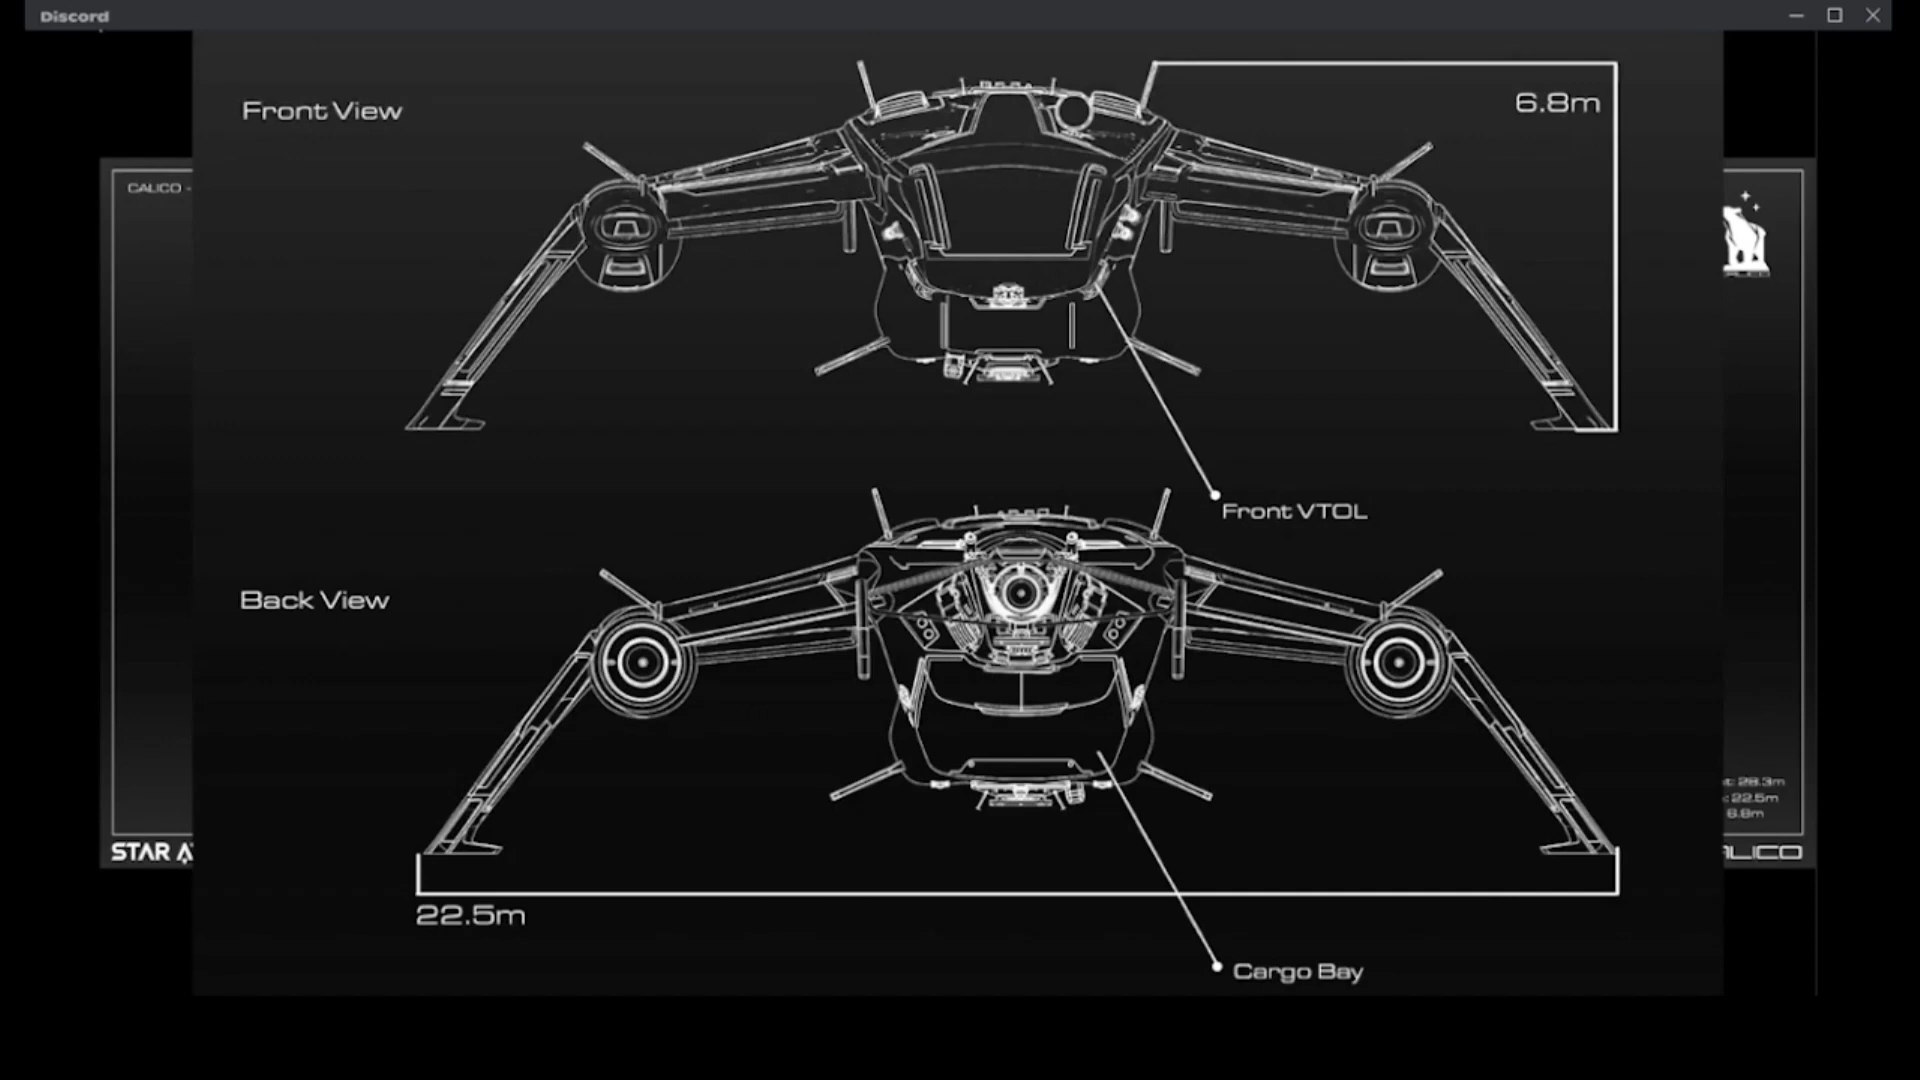 Discord
Front View
6.8m
CALICO -
Front VTOL
Back View
28.3m
22.5m
6.8m
STAR
22.5m
Cargo Bay